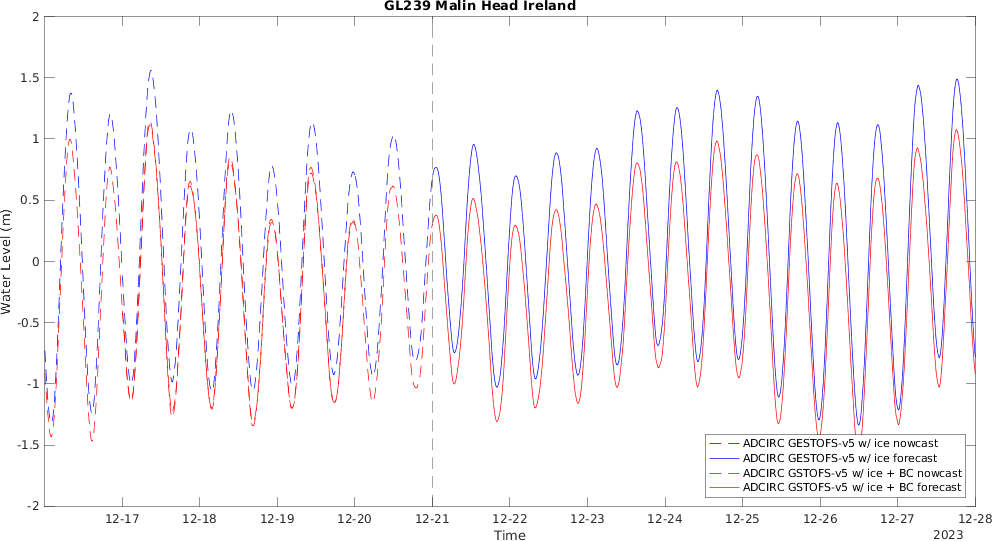 GL239 Malin Head Ireland
2
1.5
1
0.5
0
-0.5
-1
-1.5
-2
Water Level (m)
ADCIRC GESTOFS-v5 w/ ice nowcast
ADCIRC GESTOFS-v5 w/ ice forecast
ADCIRC GSTOFS-v5 w/ ice + BC nowcast
ADCIRC GSTOFS-v5 w/ ice + BC forecast
12-17 12-18 12-19 12-20 12-21 12-22 12-23 12-24 12-25 12-26 12-27 12-28
Time
2023